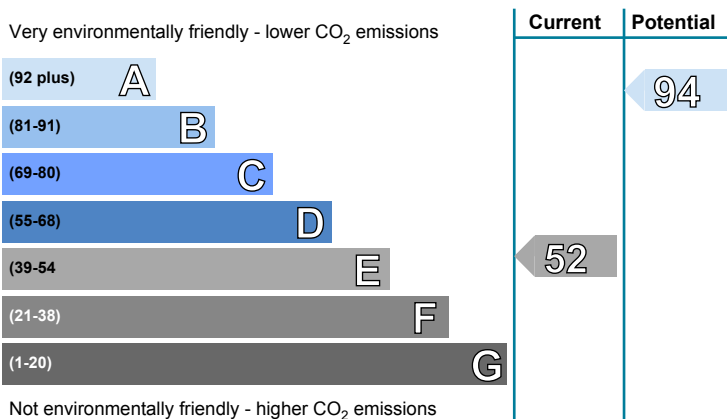 Very environmentally friendly - lower CO2 emissions
Current
Potential
(92 plus) A
94
(81-91) B
(69-80) C
(55-68) D
(39-54 E
52
(21-38) F
(1-20) G
Not environmentally friendly - higher CO2 emissions